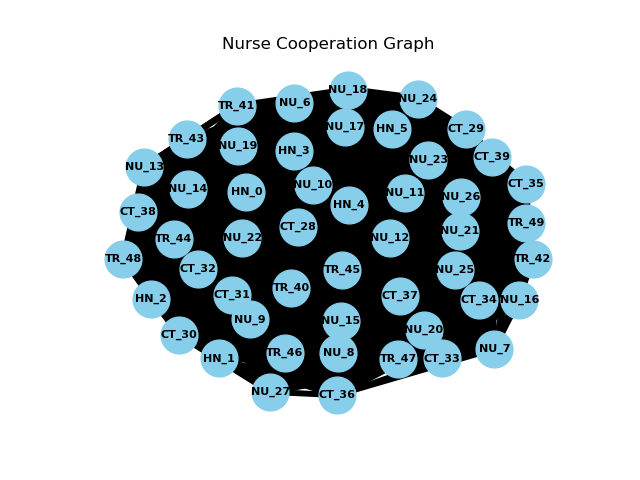 Nurse Cooperation Graph
NU_18
NU_24
NU_6
TR_41
NU_17
HN_5
CT_29
TR_43
NU_19
HN_3
CT_39
NU_23
NU_13
NU_10
CT_35
NU_14
HN_0
NU_11
NU_26
HN_4
CT_38
TR_49
CT_28
NU_21
TR_44
NU_22
NU_12
TR_48
TR_42
CT_32
TR_45
NU_25
TR_40
CT_31
CT_37
HN_2
CT_34
NU_16
NU_9
NU_15
NU_20
CT_30
NU_7
HN_1
TR_46
NU_8
TR_47
CT_33
NU_27
CT_36